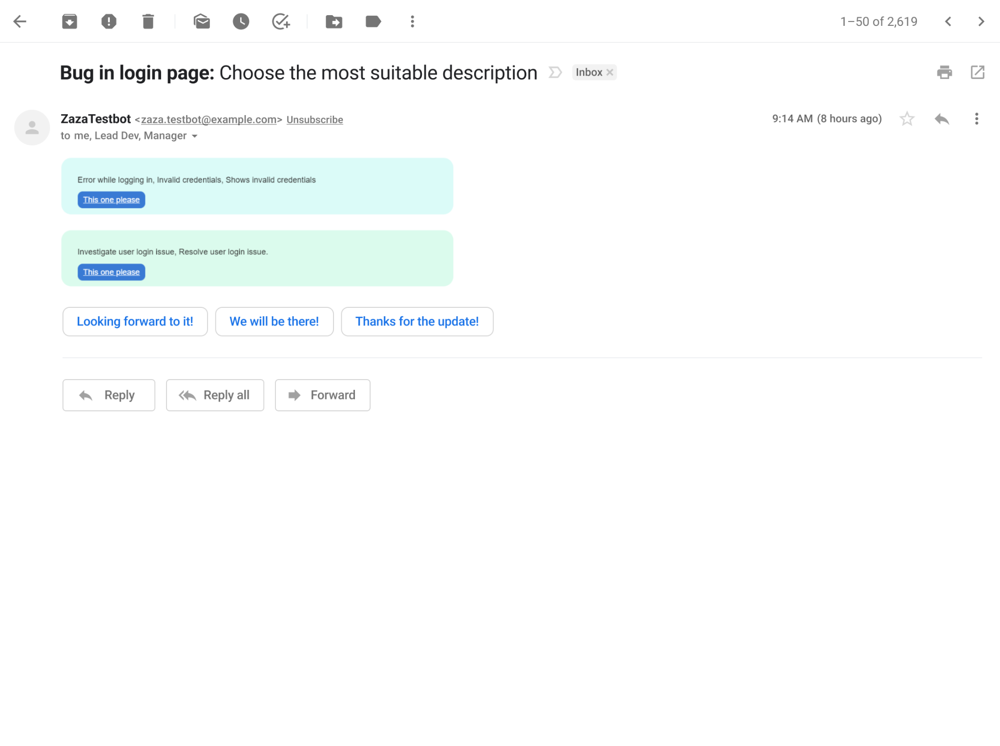 1–50 of 2,619
Bug in login page: Choose the most suitable description Inbox
ZazaTestbot <zaza.testbot@example.com> Unsubscribe
9:14 AM (8 hours ago)
to me, Lead Dev, Manager
Error while logging in, Invalid credentials, Shows invalid credentials
This one please
Investigate user login issue, Resolve user login issue.
This one please
Looking forward to it! We will be there! Thanks for the update!
Reply Reply all Forward